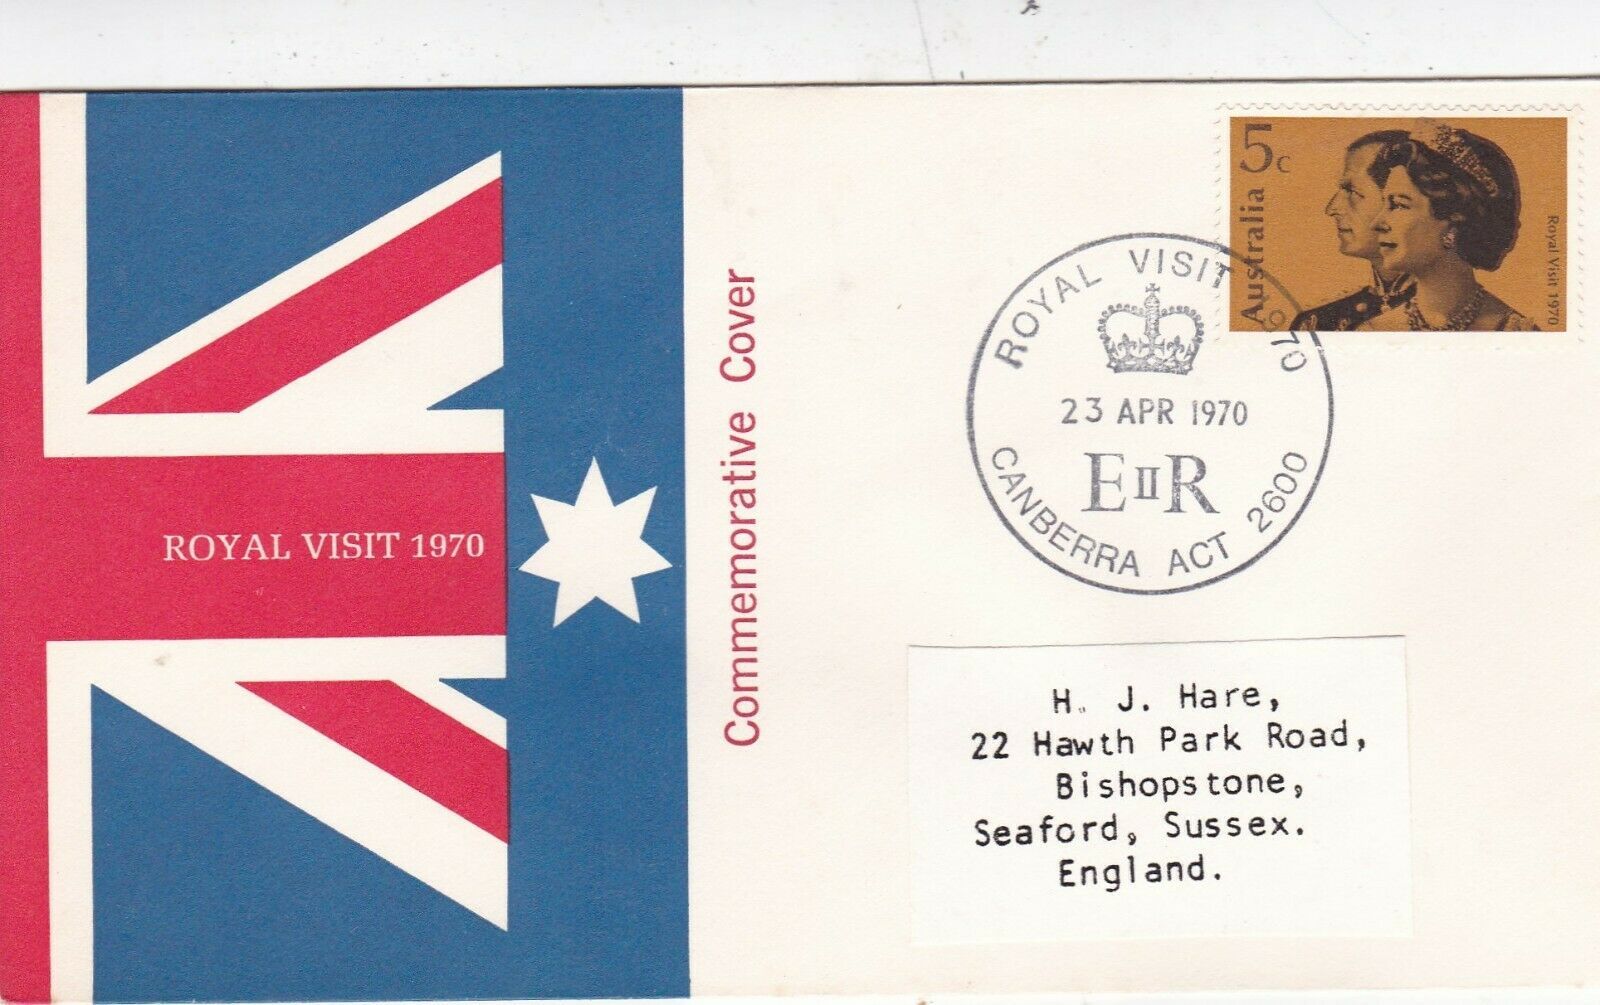 ROYAL VISIT 1970
Commemorative Cover
5c
Australia
Royal Visit 1970
ROYAL VISIT 1970
23 APR 1970
EIIR
CANBERRA ACT 2600
H. J. Hare,
22 Hawth Park Road,
Bishopstone,
Seaford, Sussex.
England.